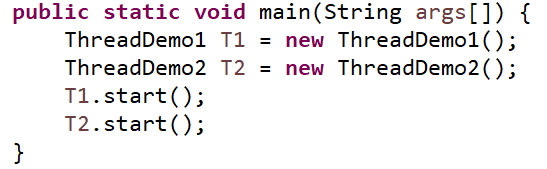 public static void main(String args[]) {
    ThreadDemo1 T1 = new ThreadDemo1();
    ThreadDemo2 T2 = new ThreadDemo2();
    T1.start();
    T2.start();
}